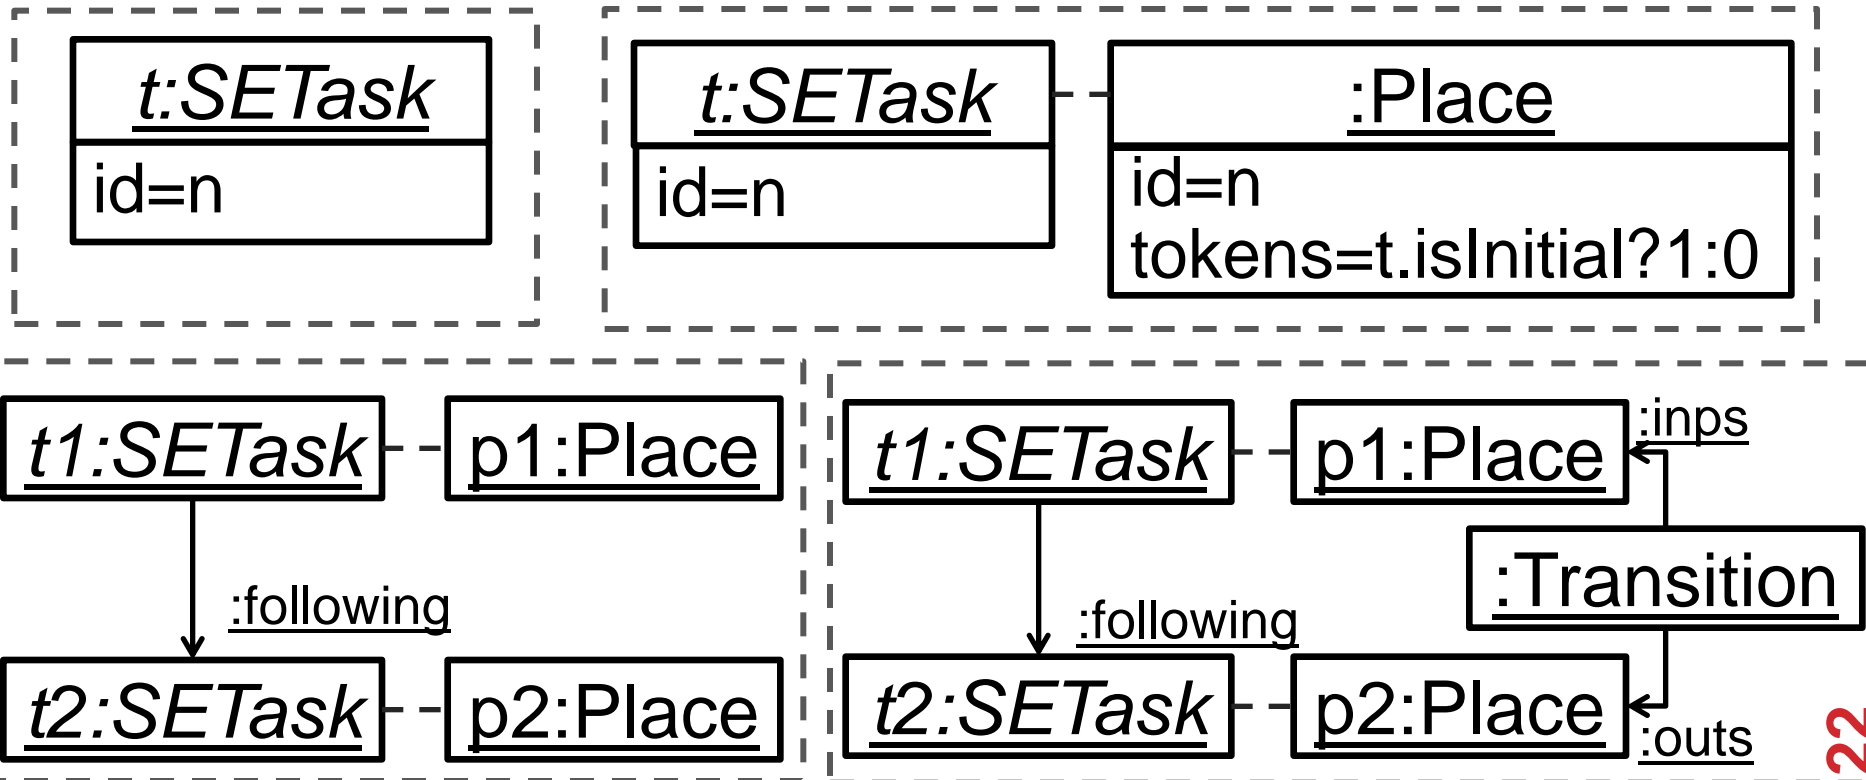 t:SETask
id=n
t:SETask
id=n
:Place
id=n
tokens=t.isInitial?1:0
t1:SETask
p1:Place
:following
t2:SETask
p2:Place
t1:SETask
p1:Place
:inps
:Transition
:following
t2:SETask
p2:Place
:outs
22